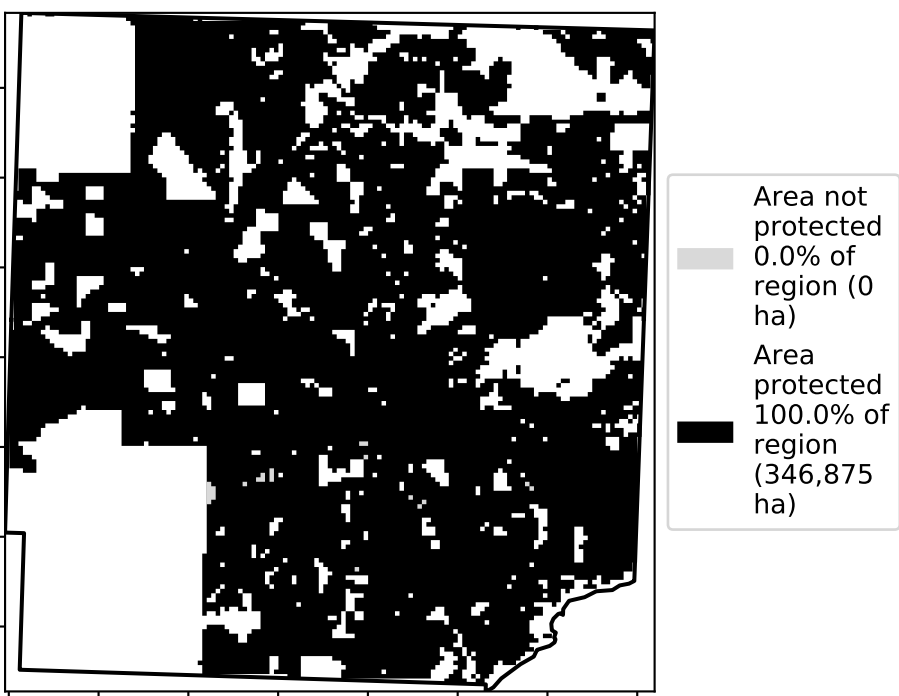 Area not
protected
0.0% of
region (0
ha)
Area
protected
100.0% of
region
(346,875
ha)